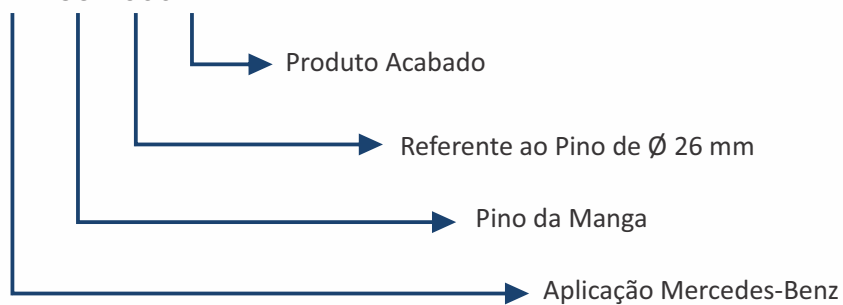 Produto Acabado
Referente ao Pino de Ø 26 mm
Pino da Manga
Aplicação Mercedes-Benz